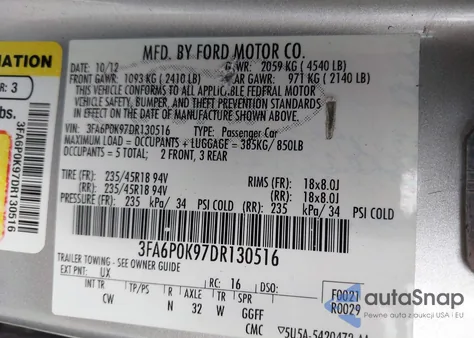 MATION
R: 3
bs.
3FA6P0K97DR130516
MFD. BY FORD MOTOR CO.
DATE: 10/12 GVWR: 2059 KG ( 4540 LB)
FRONT GAWR: 1093 KG ( 2410 LB) REAR GAWR: 971 KG ( 2140 LB)
THIS VEHICLE CONFORMS TO ALL APPLICABLE FEDERAL MOTOR
VEHICLE SAFETY, BUMPER, AND THEFT PREVENTION STANDARDS
IN EFFECT ON THE DATE OF MANUFACTURE SHOWN ABOVE.
VIN: 3FA6P0K97DR130516 TYPE: Passenger Car
MAXIMUM LOAD = OCCUPANTS + LUGGAGE = 385KG/ 850LB
OCCUPANTS = 5 TOTAL; 2 FRONT, 3 REAR
TIRE (FR): 235/45R18 94V RIMS (FR): 18x8.0J
(RR): 235/45R18 94V (RR): 18x8.0J
PRESSURE (FR): 235 kPa/ 34 PSI COLD (RR): 235 kPa/ 34 PSI COLD
3FA6P0K97DR130516
TRAILER TOWING - SEE OWNER GUIDE
EXT PNT: UX RC: 16 DSO: F0021
R0029
INT TR TP/PS R AXLE TR SPR
CW N 32 W GGFF
CMC
autoSnap
by AUCTION